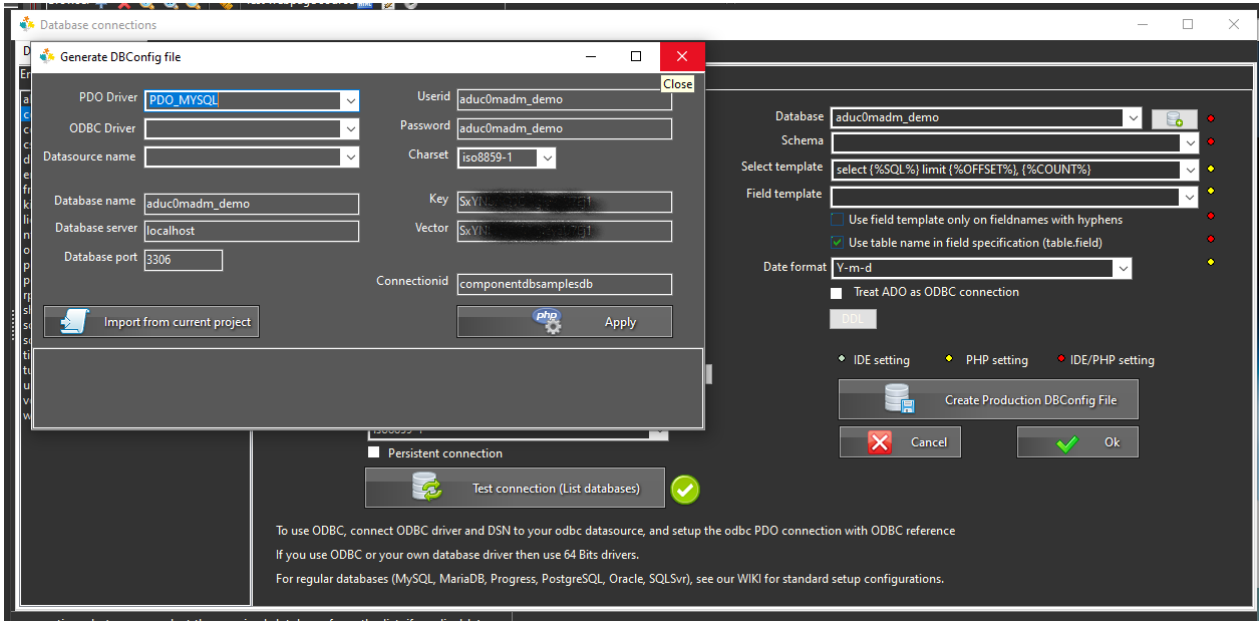 Browser
Database connections
Generate DBConfig file
Close
PDO Driver PDO_MYSQL
ODBC Driver
Datasource name
Database name aduc0madm_demo
Database server localhost
Database port 3306
Userid aduc0madm_demo
Password aduc0madm_demo
Charset iso8859-1
Key
Vector
Connectionid componentdbsamplesdb
Import from current project
Apply
Database aduc0madm_demo
Schema
Select template select {%SQL%} limit {%OFFSET%}, {%COUNT%}
Field template
Use field template only on fieldnames with hyphens
Use table name in field specification (table.field)
Date format Y-m-d
Treat ADO as ODBC connection
DDL
IDE setting PHP setting IDE/PHP setting
Create Production DBConfig File
Cancel Ok
Persistent connection
Test connection (List databases)
To use ODBC, connect ODBC driver and DSN to your odbc datasource, and setup the odbc PDO connection with ODBC reference
If you use ODBC or your own database driver then use 64 Bits drivers.
For regular databases (MySQL, MariaDB, Progress, PostgreSQL, Oracle, SQLSvr), see our WIKI for standard setup configurations.